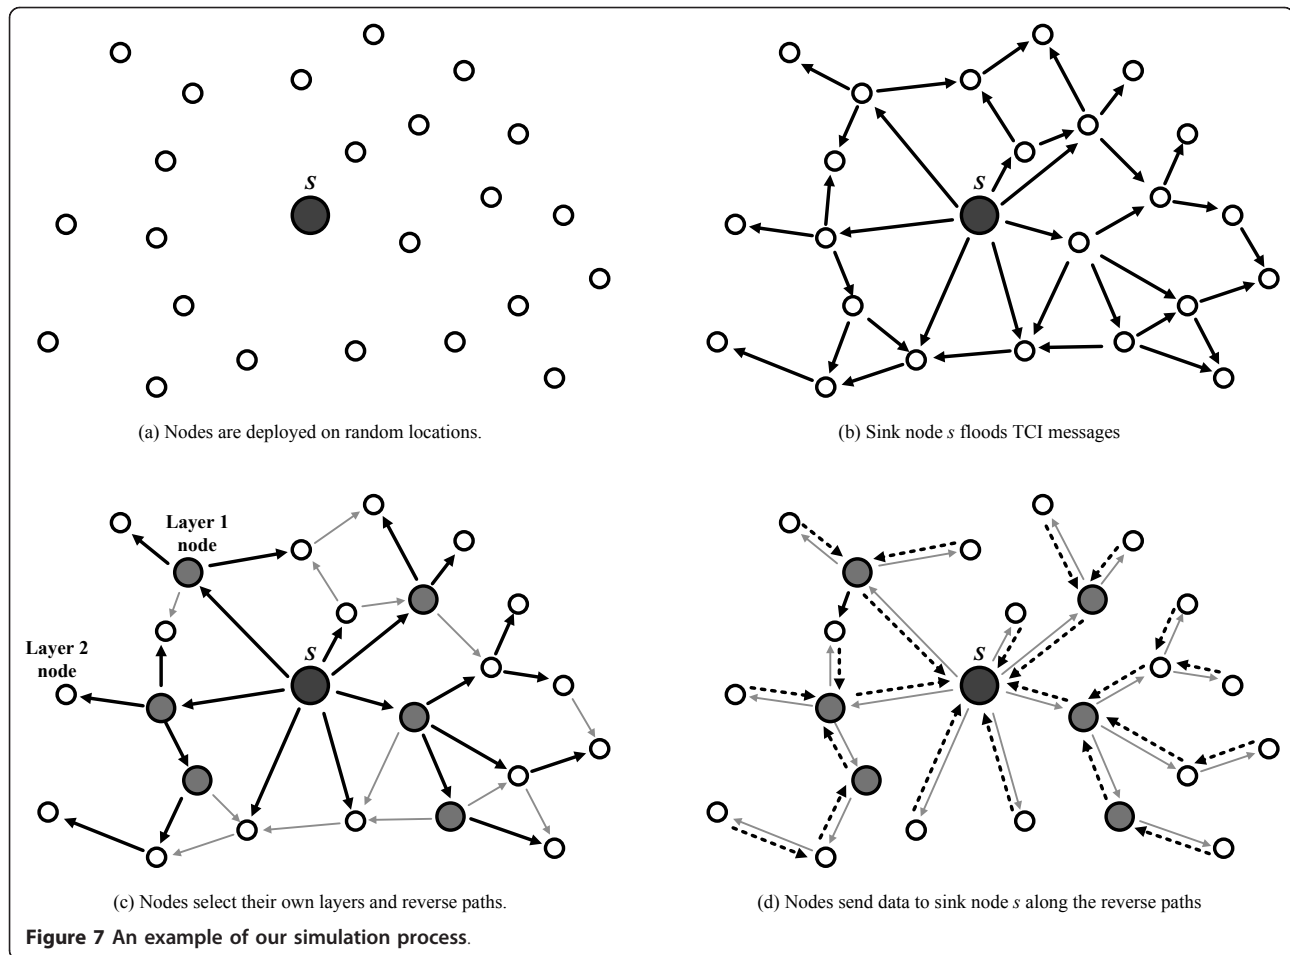 S
S
(a) Nodes are deployed on random locations.
(b) Sink node s floods TCI messages
Layer 1
node
Layer 2
node
S
S
(c) Nodes select their own layers and reverse paths.
(d) Nodes send data to sink node s along the reverse paths
Figure 7 An example of our simulation process.